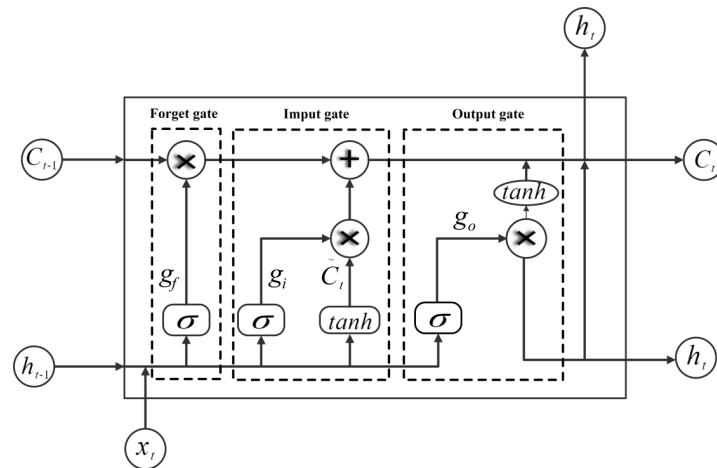 h_t
Forget gate
Imput gate
Output gate
C_{t-1}
×
+
C_t
tanh
g_f
g_i
C̃_t
×
g_o
×
σ
σ
tanh
σ
h_{t-1}
h_t
x_t